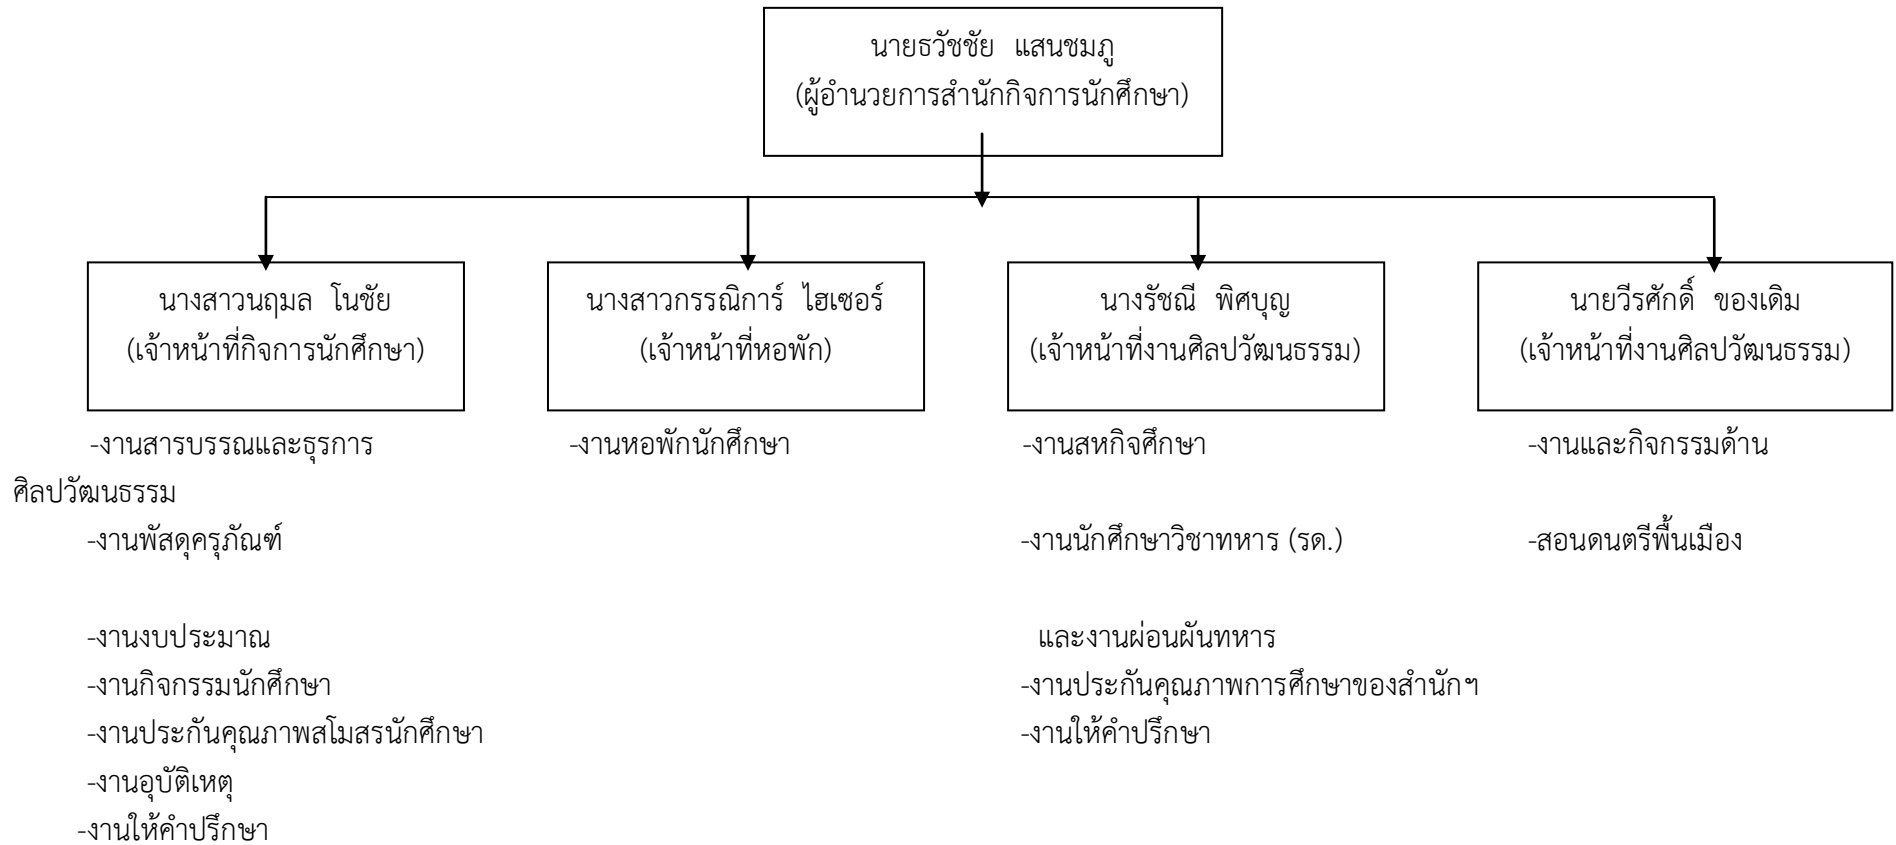 นายธวัชชัย แสนชมภู
(ผู้อำนวยการสำนักกิจการนักศึกษา)
นางสาวนฤมล โนชัย
(เจ้าหน้าที่กิจการนักศึกษา)
นางสาวกรรณิการ์ ไฮเซอร์
(เจ้าหน้าที่หอพัก)
นางรัชณี พิศบุญ
(เจ้าหน้าที่งานศิลปวัฒนธรรม)
นายวีรศักดิ์ ของเดิม
(เจ้าหน้าที่งานศิลปวัฒนธรรม)
-งานสารบรรณและธุรการ -งานหอพักนักศึกษา -งานสหกิจศึกษา -งานและกิจกรรมด้าน
ศิลปวัฒนธรรม
-งานพัสดุครุภัณฑ์ -งานนักศึกษาวิชาทหาร (รด.) -สอนดนตรีพื้นเมือง
-งานงบประมาณ และงานผ่อนผันทหาร
-งานกิจกรรมนักศึกษา -งานประกันคุณภาพการศึกษาของสำนักฯ
-งานประกันคุณภาพสโมสรนักศึกษา -งานให้คำปรึกษา
-งานอุบัติเหตุ
-งานให้คำปรึกษา